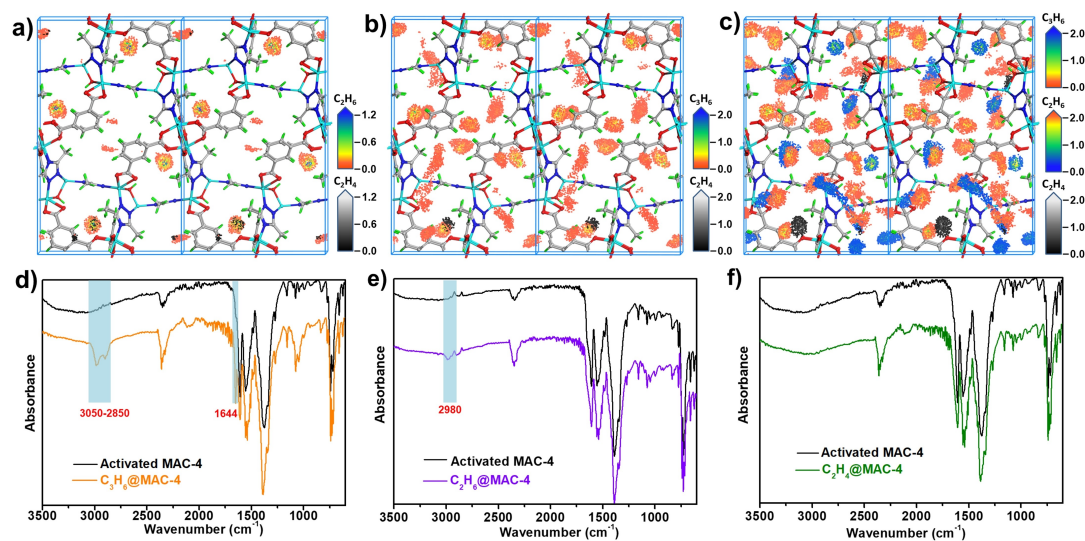 a)
C₂H₆
1.2
0.6
0.0
C₂H₄
1.2
0.6
0.0
b)
C₃H₆
2.0
1.0
0.0
C₂H₄
2.0
1.0
0.0
c)
C₃H₆
2.0
1.0
0.0
C₂H₆
2.0
1.0
0.0
C₂H₄
2.0
1.0
0.0
d)
Absorbance
3050-2850
1644
Activated MAC-4
C₃H₆@MAC-4
3500 3000 2500 2000 1500 1000
Wavenumber (cm⁻¹)
e)
Absorbance
2980
Activated MAC-4
C₂H₆@MAC-4
3500 3000 2500 2000 1500 1000
Wavenumber (cm⁻¹)
f)
Absorbance
Activated MAC-4
C₂H₄@MAC-4
3500 3000 2500 2000 1500 1000
Wavenumber (cm⁻¹)